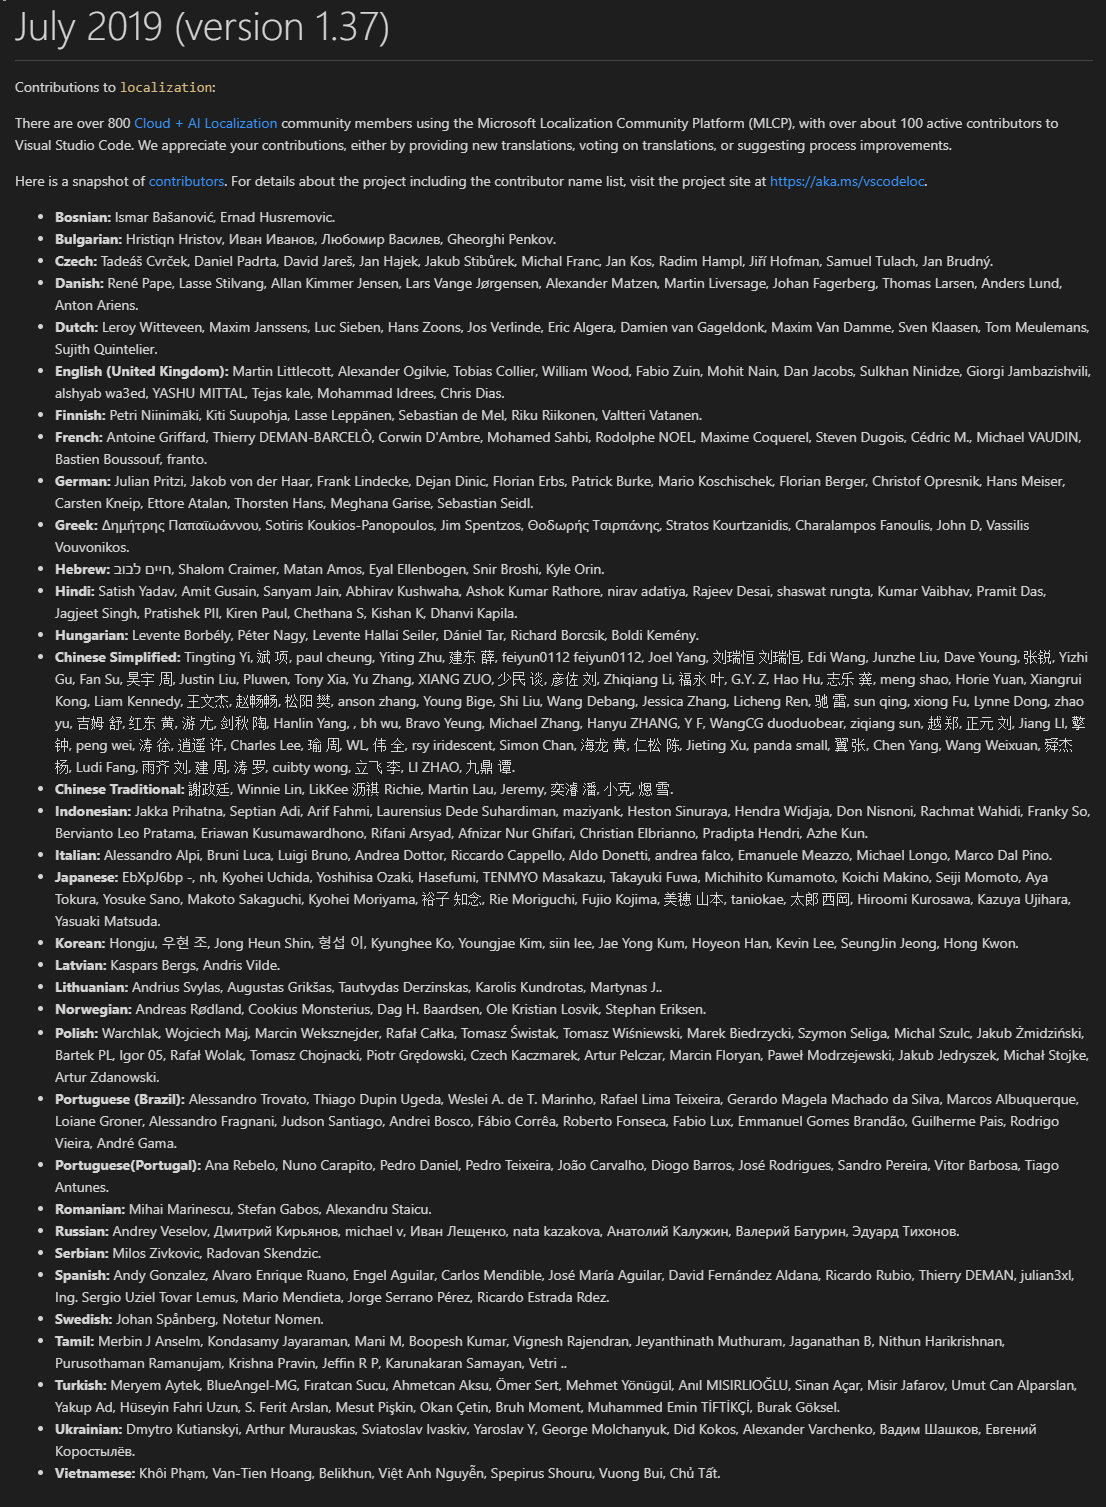 July 2019 (version 1.37)
Contributions to localization:
There are over 800 Cloud + AI Localization community members using the Microsoft Localization Community Platform (MLCP), with over about 100 active contributors to
Visual Studio Code. We appreciate your contributions, either by providing new translations, voting on translations, or suggesting process improvements.
Here is a snapshot of contributors. For details about the project including the contributor name list, visit the project site at https://aka.ms/vscodeloc.
• Bosnian: Ismar Bašanović, Ernad Husremovic.
• Bulgarian: Hristiqn Hristov, Иван Иванов, Любомир Василев, Gheorghi Penkov.
• Czech: Tadeáš Cvrček, Daniel Padrta, David Jareš, Jan Hajek, Jakub Stibůrek, Michal Franc, Jan Kos, Radim Hampl, Jiří Hofman, Samuel Tulach, Jan Brudný.
• Danish: René Pape, Lasse Stilvang, Allan Kimmer Jensen, Lars Vange Jørgensen, Alexander Matzen, Martin Liversage, Johan Fagerberg, Thomas Larsen, Anders Lund,
Anton Ariens.
• Dutch: Leroy Witteveen, Maxim Janssens, Luc Sieben, Hans Zoons, Jos Verlinde, Eric Algera, Damien van Gageldonk, Maxim Van Damme, Sven Klaasen, Tom Meulemans,
Sujith Quintelier.
• English (United Kingdom): Martin Littlecott, Alexander Ogilvie, Tobias Collier, William Wood, Fabio Zuin, Mohit Nain, Dan Jacobs, Sulkhan Ninidze, Giorgi Jambazishvili,
alshyab wa3ed, YASHU MITTAL, Tejas kale, Mohammad Idrees, Chris Dias.
• Finnish: Petri Niinimäki, Kiti Suupohja, Lasse Leppänen, Sebastian de Mel, Riku Riikonen, Valtteri Vatanen.
• French: Antoine Griffard, Thierry DEMAN-BARCELÒ, Corwin D'Ambre, Mohamed Sahbi, Rodolphe NOEL, Maxime Coquerel, Steven Dugois, Cédric M., Michael VAUDIN,
Bastien Boussouf, franto.
• German: Julian Pritzi, Jakob von der Haar, Frank Lindecke, Dejan Dinic, Florian Erbs, Patrick Burke, Mario Koschischek, Florian Berger, Christof Opresnik, Hans Meiser,
Carsten Kneip, Ettore Atalan, Thorsten Hans, Meghana Garise, Sebastian Seidl.
• Greek: Δημήτρης Παπαϊωάννου, Sotiris Koukios-Panopoulos, Jim Spentzos, Θοδωρής Τσιρπάνης, Stratos Kourtzanidis, Charalampos Fanoulis, John D, Vassilis
Vouvonikos.
• Hebrew: חיים לבוב, Shalom Craimer, Matan Amos, Eyal Ellenbogen, Snir Broshi, Kyle Orin.
• Hindi: Satish Yadav, Amit Gusain, Sanyam Jain, Abhirav Kushwaha, Ashok Kumar Rathore, nirav adatiya, Rajeev Desai, shaswat rungta, Kumar Vaibhav, Pramit Das,
Jagjeet Singh, Pratishek PII, Kiren Paul, Chethana S, Kishan K, Dhanvi Kapila.
• Hungarian: Levente Borbély, Péter Nagy, Levente Hallai Seiler, Dániel Tar, Richard Borcsik, Boldi Kemény.
• Chinese Simplified: Tingting Yi, 斌 项, paul cheung, Yiting Zhu, 建东 薛, feiyun0112 feiyun0112, Joel Yang, 刘瑞恒 刘瑞恒, Edi Wang, Junzhe Liu, Dave Young, 张锐, Yizhi
Gu, Fan Su, 昊宇 周, Justin Liu, Pluwen, Tony Xia, Yu Zhang, XIANG ZUO, 少民 谈, 彦佐 刘, Zhiqiang Li, 福永 叶, G.Y. Z, Hao Hu, 志乐 龚, meng shao, Horie Yuan, Xiangrui
Kong, Liam Kennedy, 王文杰, 赵畅畅, 松阳 樊, anson zhang, Young Bige, Shi Liu, Wang Debang, Jessica Zhang, Licheng Ren, 驰 雷, sun qing, xiong Fu, Lynne Dong, zhao
yu, 吉姆 舒, 红东 黄, 游 尤, 剑秋 陶, Hanlin Yang, , bh wu, Bravo Yeung, Michael Zhang, Hanyu ZHANG, Y F, WangCG duoduobear, ziqiang sun, 越 郑, 正元 刘, Jiang LI, 擎
钟, peng wei, 涛 徐, 逍遥 许, Charles Lee, 瑜 周, WL, 伟 全, rsy iridescent, Simon Chan, 海龙 黄, 仁松 陈, Jieting Xu, panda small, 翼 张, Chen Yang, Wang Weixuan, 舜杰
杨, Ludi Fang, 雨齐 刘, 建 周, 涛 罗, cuibty wong, 立飞 李, LI ZHAO, 九鼎 谭.
• Chinese Traditional: 謝政廷, Winnie Lin, LikKee 沥祺 Richie, Martin Lau, Jeremy, 奕濬 潘, 小克, 煾 雪.
• Indonesian: Jakka Prihatna, Septian Adi, Arif Fahmi, Laurensius Dede Suhardiman, maziyank, Heston Sinuraya, Hendra Widjaja, Don Nisnoni, Rachmat Wahidi, Franky So,
Bervianto Leo Pratama, Eriawan Kusumawardhono, Rifani Arsyad, Afnizar Nur Ghifari, Christian Elbrianno, Pradipta Hendri, Azhe Kun.
• Italian: Alessandro Alpi, Bruni Luca, Luigi Bruno, Andrea Dottor, Riccardo Cappello, Aldo Donetti, andrea falco, Emanuele Meazzo, Michael Longo, Marco Dal Pino.
• Japanese: EbXpJ6bp -, nh, Kyohei Uchida, Yoshihisa Ozaki, Hasefumi, TENMYO Masakazu, Takayuki Fuwa, Michihito Kumamoto, Koichi Makino, Seiji Momoto, Aya
Tokura, Yosuke Sano, Makoto Sakaguchi, Kyohei Moriyama, 裕子 知念, Rie Moriguchi, Fujio Kojima, 美穂 山本, taniokae, 太郎 西岡, Hiroomi Kurosawa, Kazuya Ujihara,
Yasuaki Matsuda.
• Korean: Hongju, 우현 조, Jong Heun Shin, 형섭 이, Kyunghee Ko, Youngjae Kim, siin lee, Jae Yong Kum, Hoyeon Han, Kevin Lee, SeungJin Jeong, Hong Kwon.
• Latvian: Kaspars Bergs, Andris Vilde.
• Lithuanian: Andrius Svylas, Augustas Grikšas, Tautvydas Derzinskas, Karolis Kundrotas, Martynas J..
• Norwegian: Andreas Rødland, Cookius Monsterius, Dag H. Baardsen, Ole Kristian Losvik, Stephan Eriksen.
• Polish: Warchlak, Wojciech Maj, Marcin Weksznejder, Rafał Całka, Tomasz Świstak, Tomasz Wiśniewski, Marek Biedrzycki, Szymon Seliga, Michal Szulc, Jakub Żmidziński,
Bartek PL, Igor 05, Rafał Wolak, Tomasz Chojnacki, Piotr Grędowski, Czech Kaczmarek, Artur Pelczar, Marcin Floryan, Paweł Modrzejewski, Jakub Jedryszek, Michał Stojke,
Artur Zdanowski.
• Portuguese (Brazil): Alessandro Trovato, Thiago Dupin Ugeda, Weslei A. de T. Marinho, Rafael Lima Teixeira, Gerardo Magela Machado da Silva, Marcos Albuquerque,
Loiane Groner, Alessandro Fragnani, Judson Santiago, Andrei Bosco, Fábio Corrêa, Roberto Fonseca, Fabio Lux, Emmanuel Gomes Brandão, Guilherme Pais, Rodrigo
Vieira, André Gama.
• Portuguese(Portugal): Ana Rebelo, Nuno Carapito, Pedro Daniel, Pedro Teixeira, João Carvalho, Diogo Barros, José Rodrigues, Sandro Pereira, Vitor Barbosa, Tiago
Antunes.
• Romanian: Mihai Marinescu, Stefan Gabos, Alexandru Staicu.
• Russian: Andrey Veselov, Дмитрий Кирьянов, michael v, Иван Лещенко, nata kazakova, Анатолий Калужин, Валерий Батурин, Эдуард Тихонов.
• Serbian: Milos Zivkovic, Radovan Skendzic.
• Spanish: Andy Gonzalez, Alvaro Enrique Ruano, Engel Aguilar, Carlos Mendible, José María Aguilar, David Fernández Aldana, Ricardo Rubio, Thierry DEMAN, julian3xl,
Ing. Sergio Uziel Tovar Lemus, Mario Mendieta, Jorge Serrano Pérez, Ricardo Estrada Rdez.
• Swedish: Johan Spånberg, Notetur Nomen.
• Tamil: Merbin J Anselm, Kondasamy Jayaraman, Mani M, Boopesh Kumar, Vignesh Rajendran, Jeyanthinath Muthuram, Jaganathan B, Nithun Harikrishnan,
Purusothaman Ramanujam, Krishna Pravin, Jeffin R P, Karunakaran Samayan, Vetri ..
• Turkish: Meryem Aytek, BlueAngel-MG, Fıratcan Sucu, Ahmetcan Aksu, Ömer Sert, Mehmet Yönügül, Anıl MISIRLIOĞLU, Sinan Açar, Misir Jafarov, Umut Can Alparslan,
Yakup Ad, Hüseyin Fahri Uzun, S. Ferit Arslan, Mesut Pişkin, Okan Çetin, Bruh Moment, Muhammed Emin TİFTİKÇİ, Burak Göksel.
• Ukrainian: Dmytro Kutianskyi, Arthur Murauskas, Sviatoslav Ivaskiv, Yaroslav Y, George Molchanyuk, Did Kokos, Alexander Varchenko, Вадим Шашков, Евгений
Коростылёв.
• Vietnamese: Khôi Phạm, Van-Tien Hoang, Belikhun, Việt Anh Nguyễn, Spepirus Shouru, Vuong Bui, Chủ Tất.